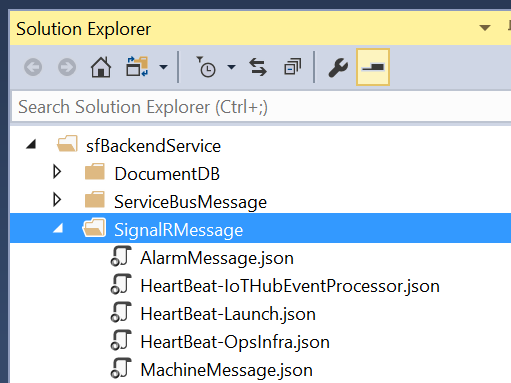 Solution Explorer
Search Solution Explorer (Ctrl+;)
sfBackendService
DocumentDB
ServiceBusMessage
SignalRMessage
AlarmMessage.json
HeartBeat-IoTHubEventProcessor.json
HeartBeat-Launch.json
HeartBeat-OpsInfra.json
MachineMessage.json